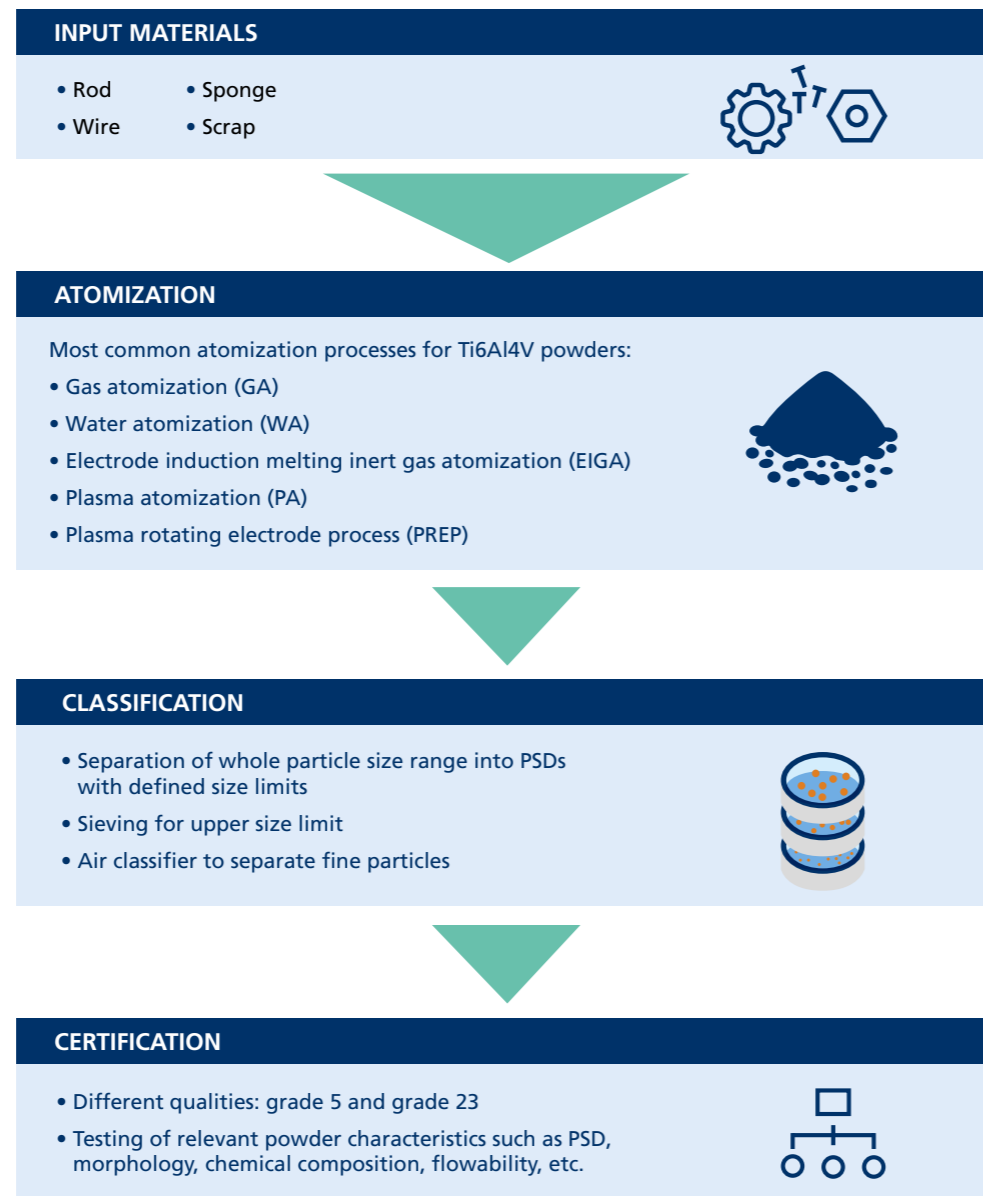 INPUT MATERIALS
• Rod
• Sponge
• Wire
• Scrap
ATOMIZATION
Most common atomization processes for Ti6Al4V powders:
• Gas atomization (GA)
• Water atomization (WA)
• Electrode induction melting inert gas atomization (EIGA)
• Plasma atomization (PA)
• Plasma rotating electrode process (PREP)
CLASSIFICATION
• Separation of whole particle size range into PSDs
with defined size limits
• Sieving for upper size limit
• Air classifier to separate fine particles
CERTIFICATION
• Different qualities: grade 5 and grade 23
• Testing of relevant powder characteristics such as PSD,
morphology, chemical composition, flowability, etc.